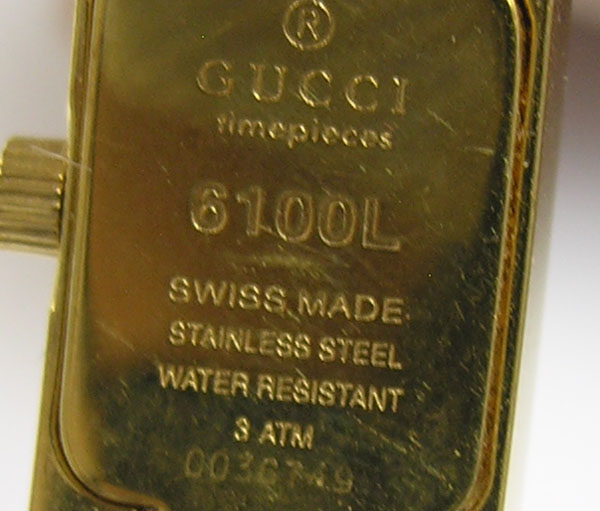 ®
GUCCI
timepieces
6100L
SWISS MADE
STAINLESS STEEL
WATER RESISTANT
3 ATM
0036749